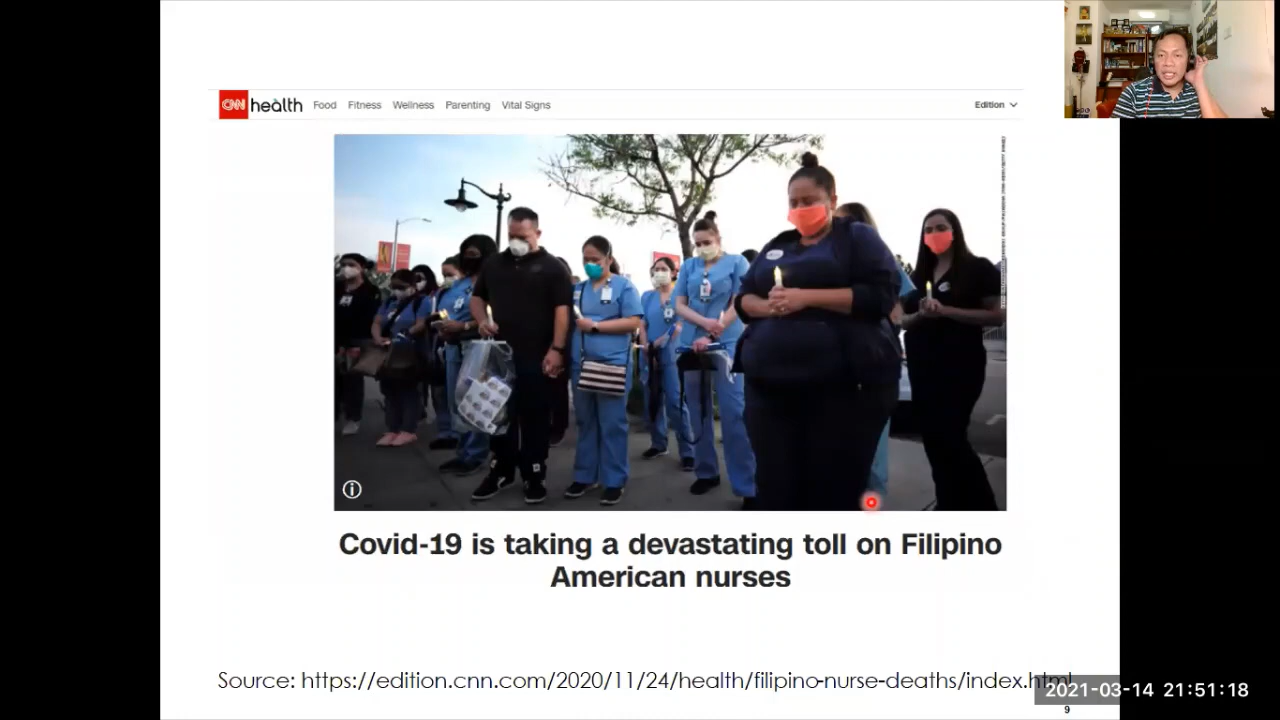 CNN health Food Fitness Wellness Parenting Vital Signs Edition
Covid-19 is taking a devastating toll on Filipino
American nurses
Source: https://edition.cnn.com/2020/11/24/health/filipino-nurse-deaths/index.html
2021-03-14 21:51:18
9